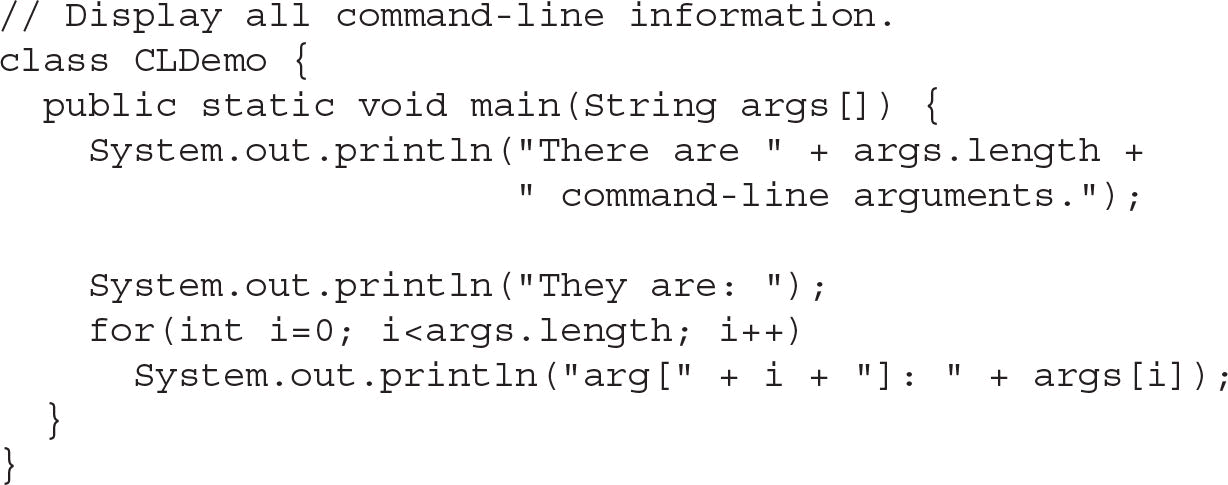 // Display all command-line information.
class CLDemo {
  public static void main(String args[]) {
    System.out.println("There are " + args.length +
                       " command-line arguments.");

    System.out.println("They are: ");
    for(int i=0; i<args.length; i++)
      System.out.println("arg[" + i + "]: " + args[i]);
  }
}